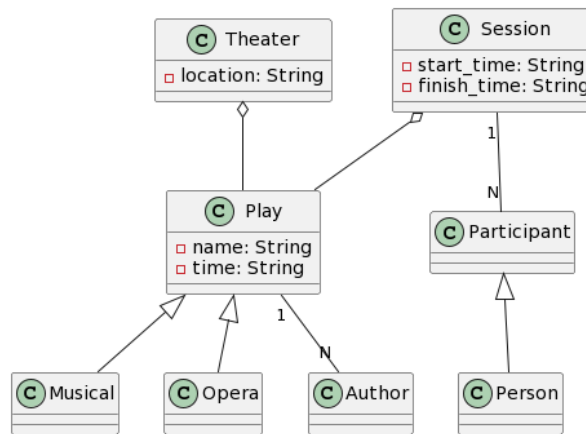 C Theater
location: String
C Session
start_time: String
finish_time: String
1
N
C Play
name: String
time: String
C Participant
1
N
C Musical
C Opera
C Author
C Person